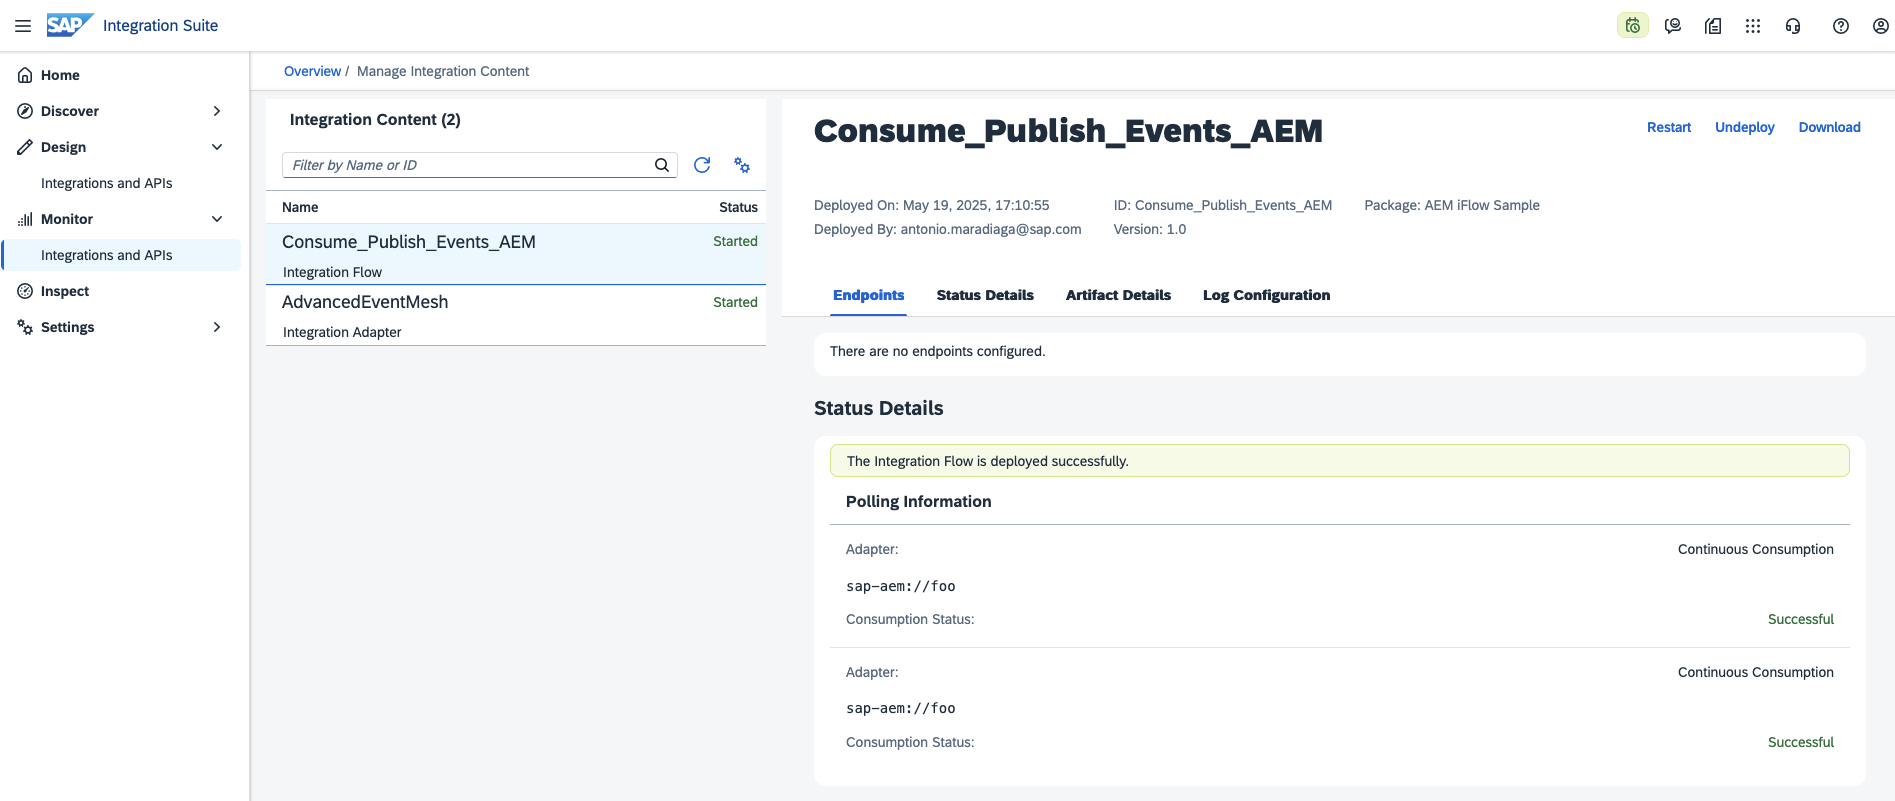 SAP Integration Suite
Home
Discover
Design
Integrations and APIs
Monitor
Integrations and APIs
Inspect
Settings
Overview / Manage Integration Content
Integration Content (2)
Filter by Name or ID
Name Status
Consume_Publish_Events_AEM Started
Integration Flow
AdvancedEventMesh Started
Integration Adapter
Consume_Publish_Events_AEM
Restart Undeploy Download
Deployed On: May 19, 2025, 17:10:55 ID: Consume_Publish_Events_AEM Package: AEM iFlow Sample
Deployed By: antonio.maradiaga@sap.com Version: 1.0
Endpoints Status Details Artifact Details Log Configuration
There are no endpoints configured.
Status Details
The Integration Flow is deployed successfully.
Polling Information
Adapter: Continuous Consumption
sap-aem://foo
Consumption Status: Successful
Adapter: Continuous Consumption
sap-aem://foo
Consumption Status: Successful